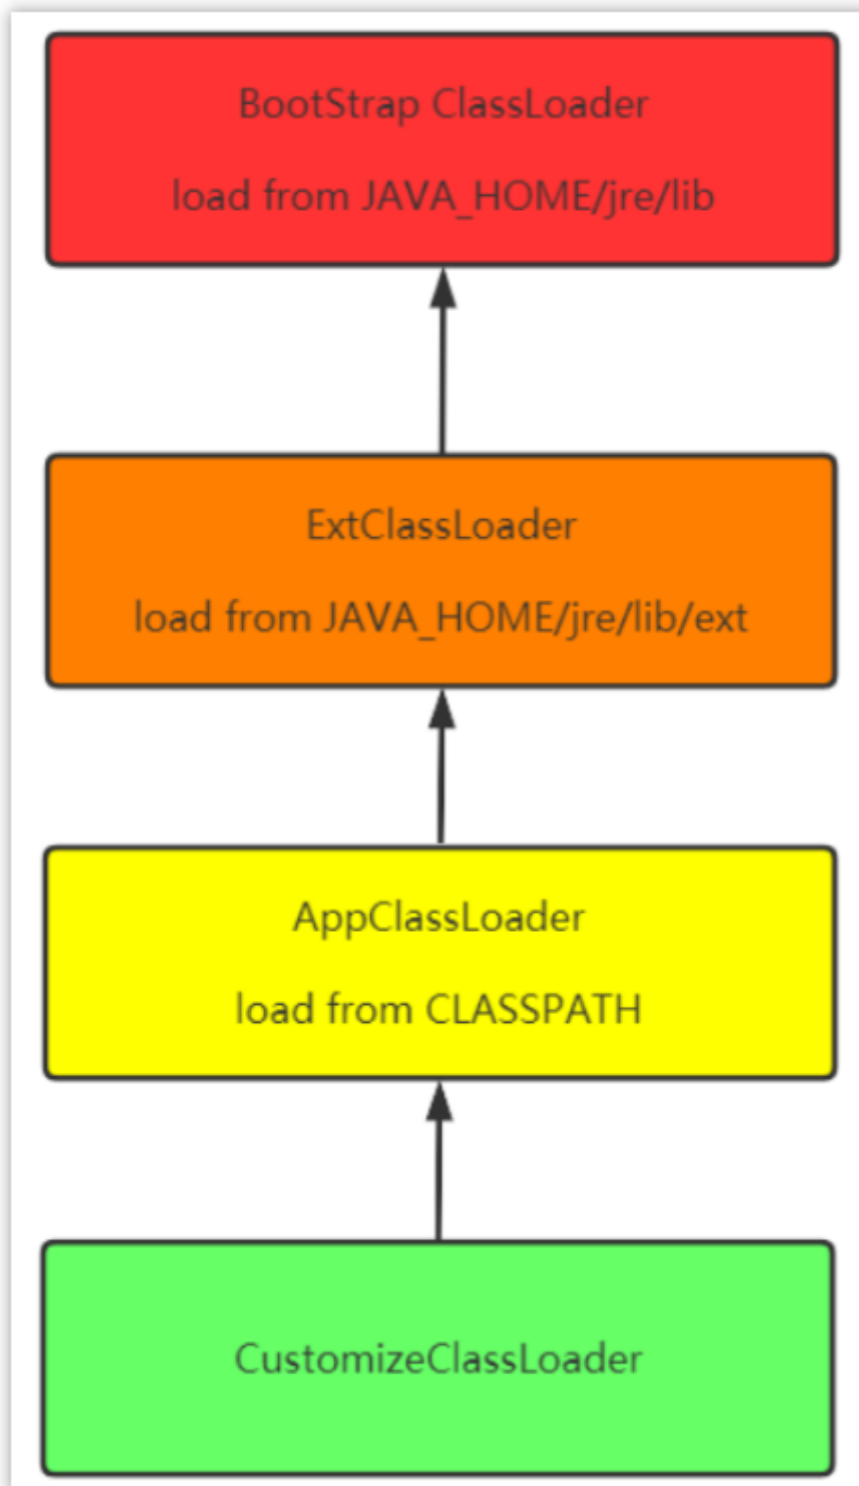 BootStrap ClassLoader
load from JAVA_HOME/jre/lib
ExtClassLoader
load from JAVA_HOME/jre/lib/ext
AppClassLoader
load from CLASSPATH
CustomizeClassLoader